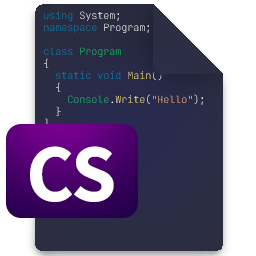 using System;
namespace Program;
class Program
{
static void Main()
{
Console.Write("Hello");
}
]
CS